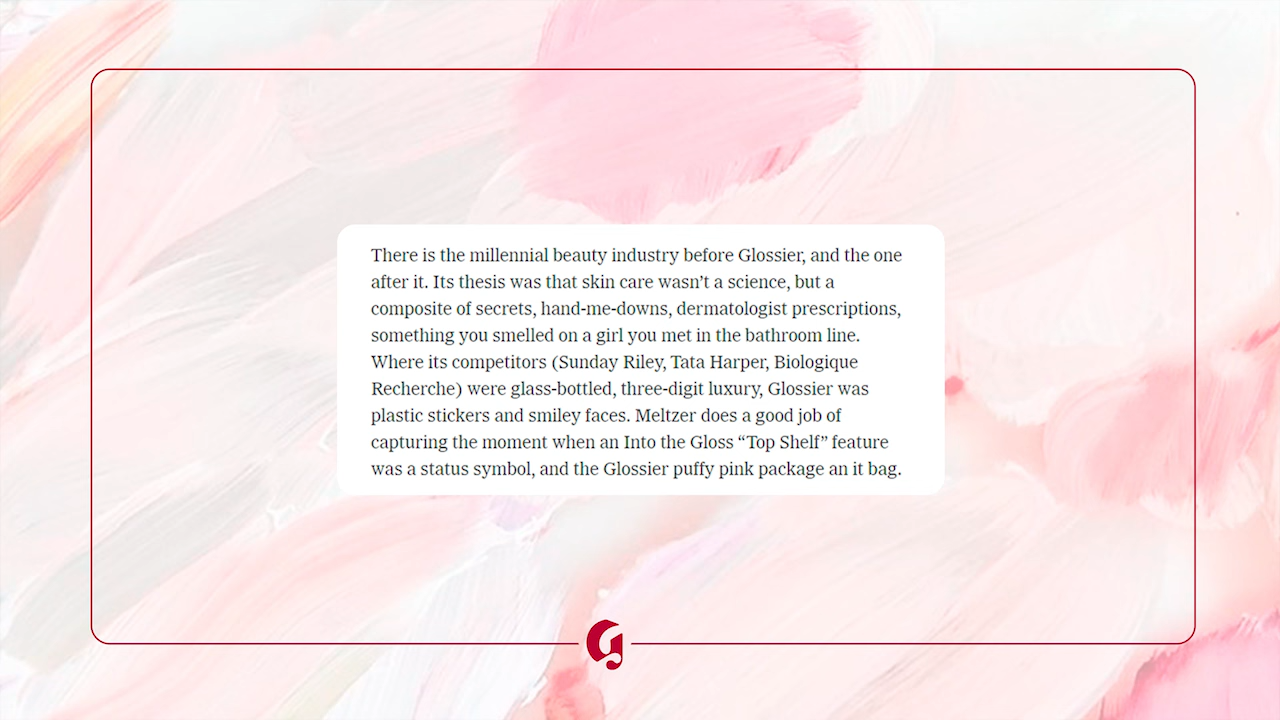 There is the millennial beauty industry before Glossier, and the one
after it. Its thesis was that skin care wasn’t a science, but a
composite of secrets, hand-me-downs, dermatologist prescriptions,
something you smelled on a girl you met in the bathroom line.
Where its competitors (Sunday Riley, Tata Harper, Biologique
Recherche) were glass-bottled, three-digit luxury, Glossier was
plastic stickers and smiley faces. Meltzer does a good job of
capturing the moment when an Into the Gloss “Top Shelf” feature
was a status symbol, and the Glossier puffy pink package an it bag.
G